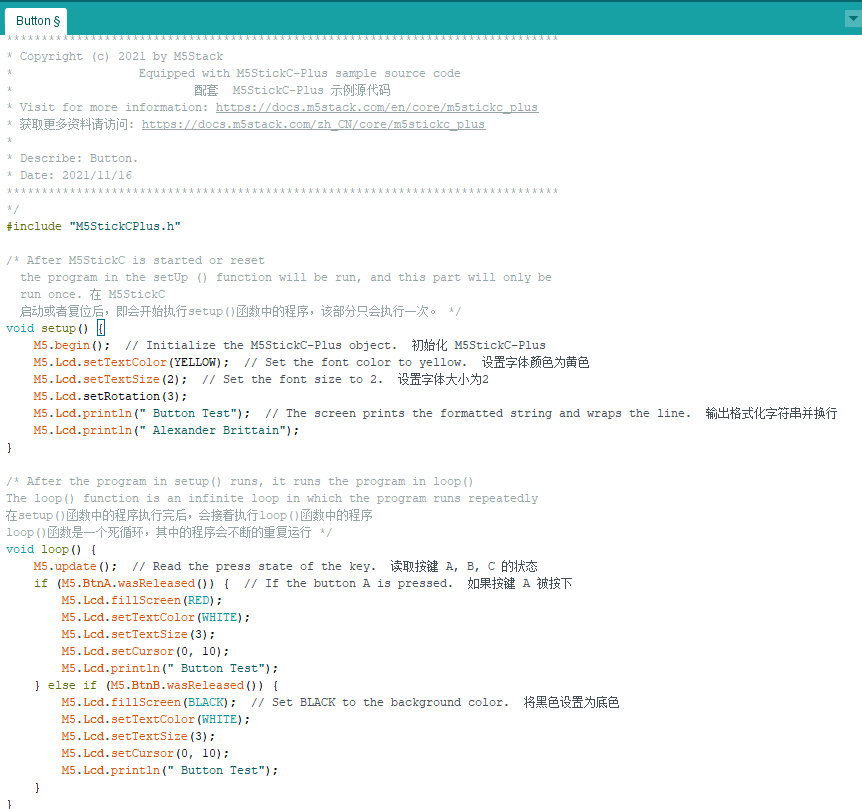 Button §
*******************************************************************************
* Copyright (c) 2021 by M5Stack
*                  Equipped with M5StickC-Plus sample source code
*                          配套  M5StickC-Plus 示例源代码
* Visit for more information: https://docs.m5stack.com/en/core/m5stickc_plus
* 获取更多资料请访问: https://docs.m5stack.com/zh_CN/core/m5stickc_plus
*
* Describe: Button.
* Date: 2021/11/16
*******************************************************************************
*/
#include "M5StickCPlus.h"

/* After M5StickC is started or reset
  the program in the setUp () function will be run, and this part will only be
  run once. 在 M5StickC
  启动或者复位后，即会开始执行setup()函数中的程序，该部分只会执行一次。 */
void setup() {
    M5.begin();  // Initialize the M5StickC-Plus object.  初始化 M5StickC-Plus
    M5.Lcd.setTextColor(YELLOW);  // Set the font color to yellow.  设置字体颜色为黄色
    M5.Lcd.setTextSize(2);  // Set the font size to 2.  设置字体大小为2
    M5.Lcd.setRotation(3);
    M5.Lcd.println(" Button Test");  // The screen prints the formatted string and wraps the line.  输出格式化字符串并换行
    M5.Lcd.println(" Alexander Brittain");
}

/* After the program in setup() runs, it runs the program in loop()
The loop() function is an infinite loop in which the program runs repeatedly
在setup()函数中的程序执行完后，会接着执行loop()函数中的程序
loop()函数是一个死循环，其中的程序会不断的重复运行 */
void loop() {
    M5.update();  // Read the press state of the key.  读取按键 A, B, C 的状态
    if (M5.BtnA.wasReleased()) {  // If the button A is pressed.  如果按键 A 被按下
        M5.Lcd.fillScreen(RED);
        M5.Lcd.setTextColor(WHITE);
        M5.Lcd.setTextSize(3);
        M5.Lcd.setCursor(0, 10);
        M5.Lcd.println(" Button Test");
    } else if (M5.BtnB.wasReleased()) {
        M5.Lcd.fillScreen(BLACK);  // Set BLACK to the background color.  将黑色设置为底色
        M5.Lcd.setTextColor(WHITE);
        M5.Lcd.setTextSize(3);
        M5.Lcd.setCursor(0, 10);
        M5.Lcd.println(" Button Test");
    }
}